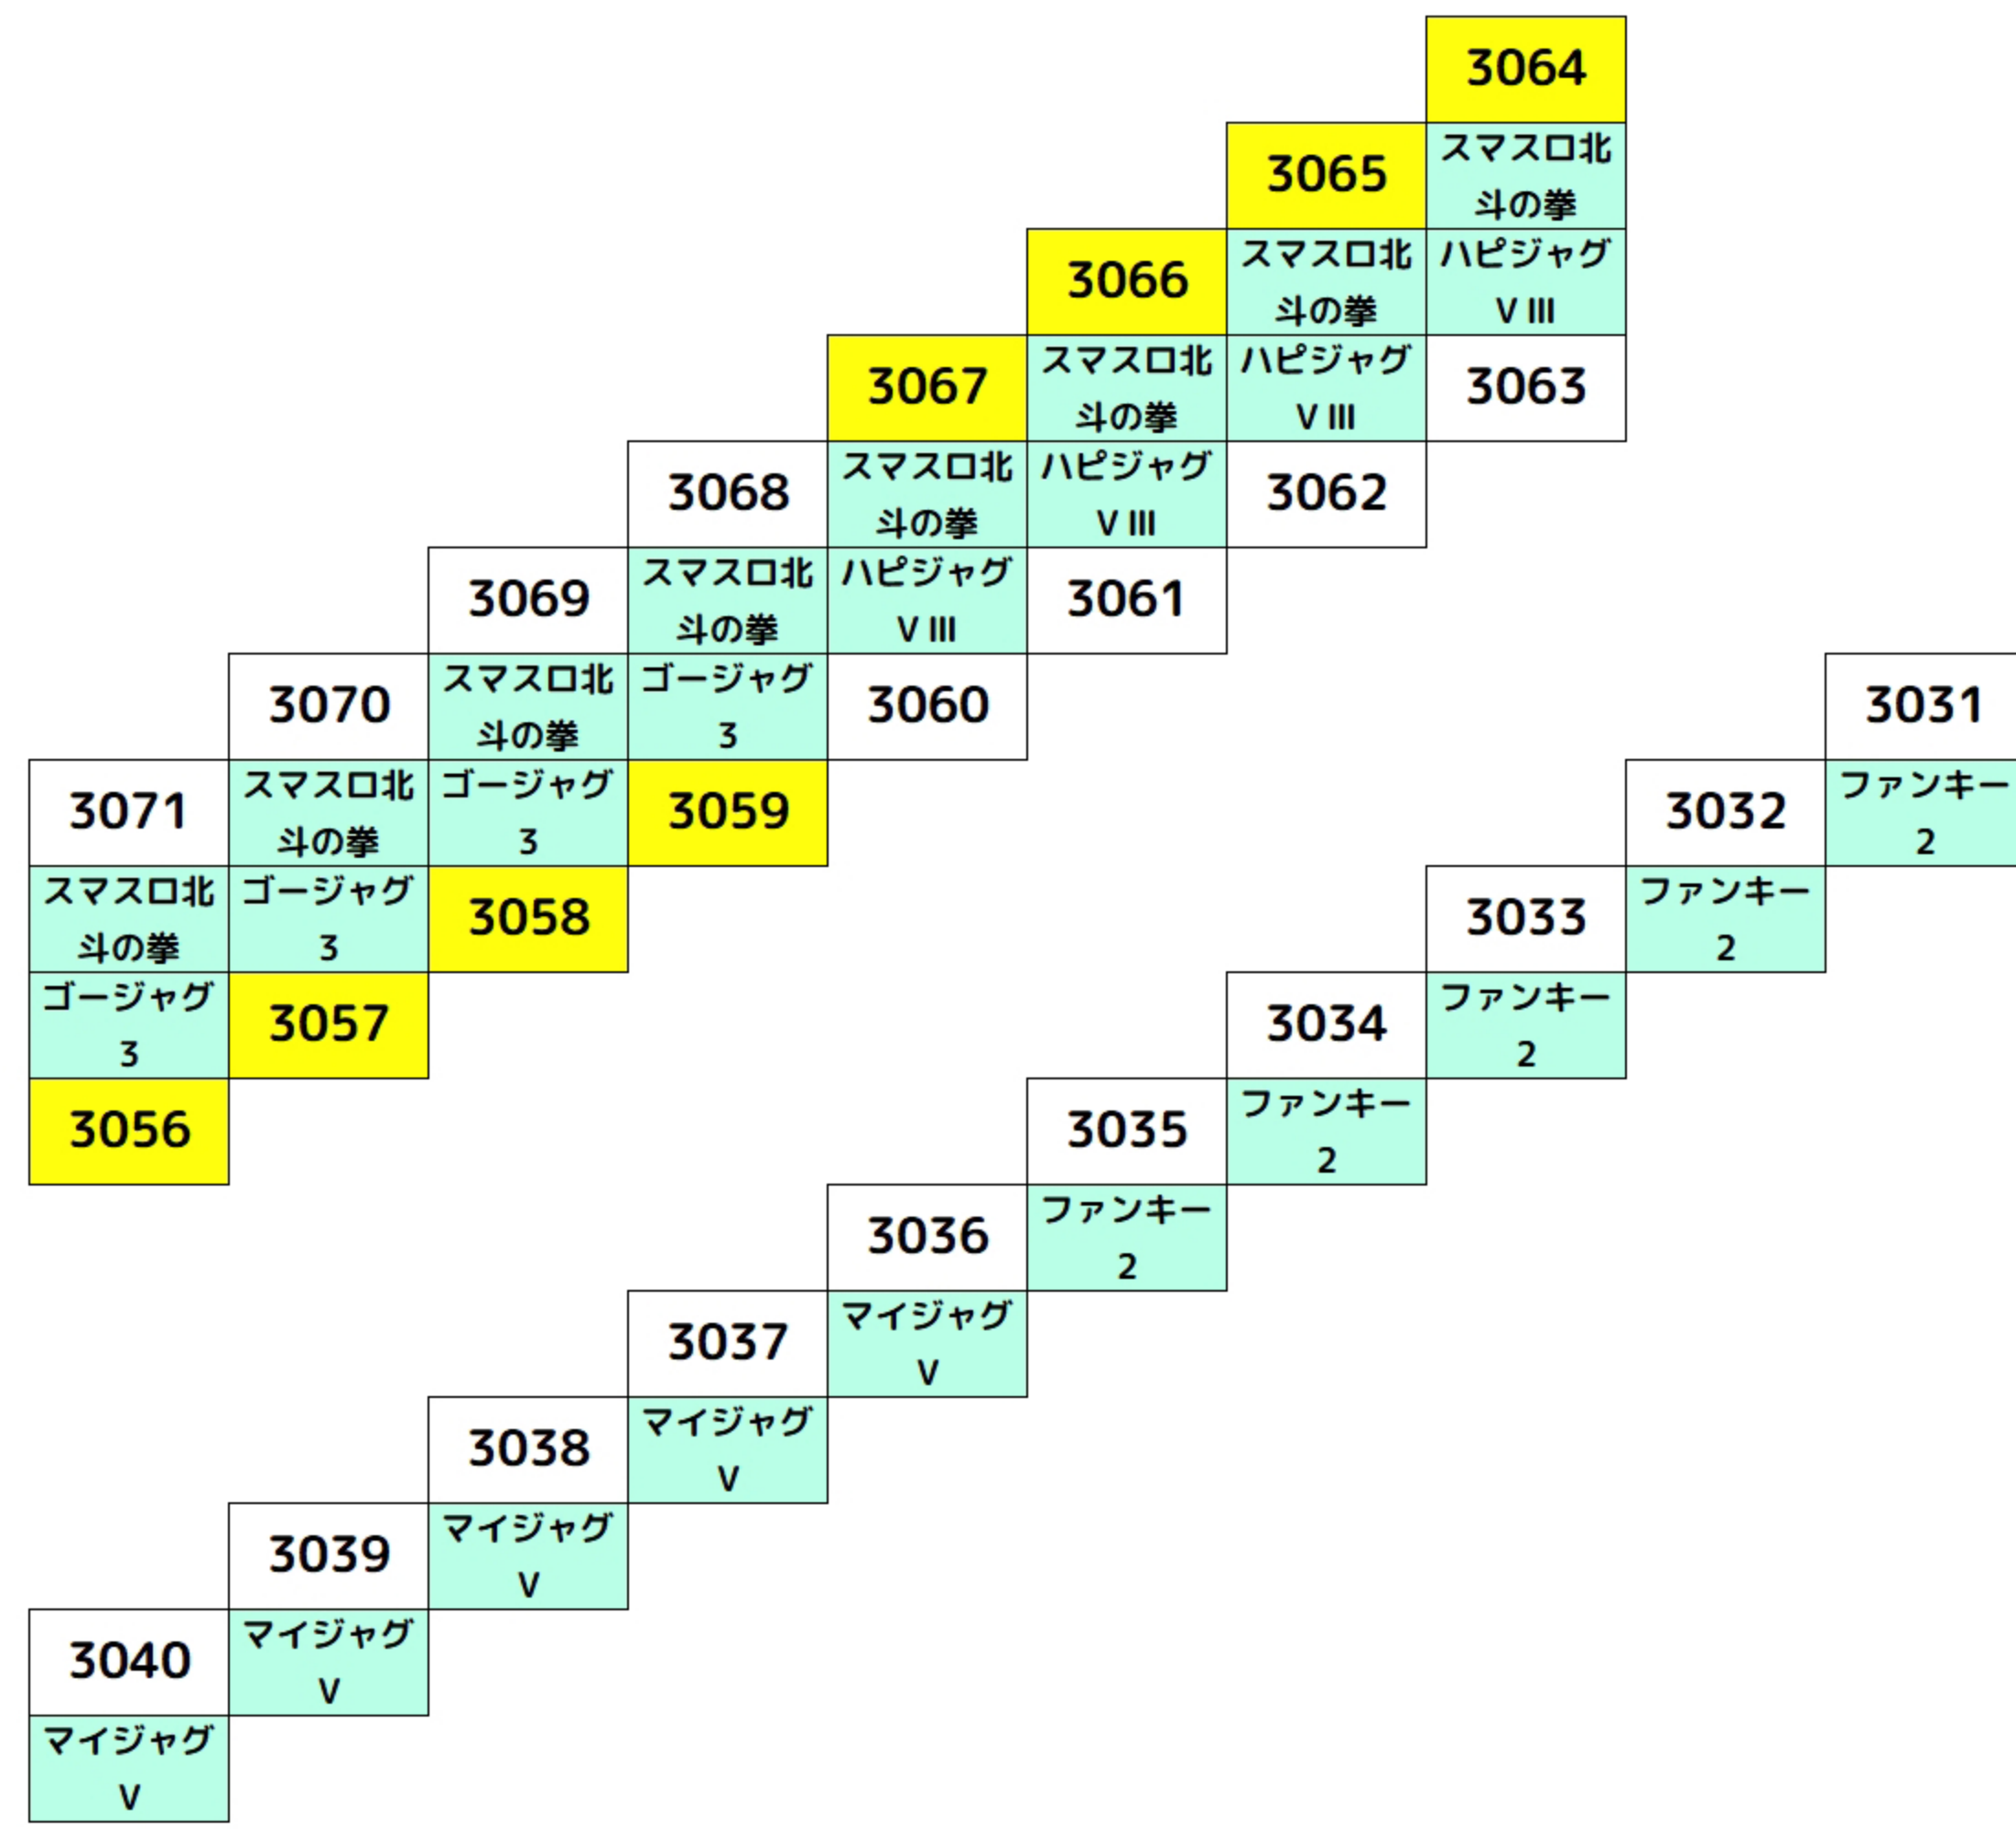 3064
3065
スマスロ北
斗の拳
3066
スマスロ北
斗の拳
ハピジャグ
V III
3067
スマスロ北
斗の拳
ハピジャグ
V III
3063
3068
スマスロ北
斗の拳
ハピジャグ
V III
3062
3069
スマスロ北
斗の拳
ハピジャグ
V III
3061
3070
スマスロ北
斗の拳
ゴージャグ
3
3060
3031
3071
スマスロ北
斗の拳
ゴージャグ
3
3059
3032
ファンキー
2
スマスロ北
斗の拳
ゴージャグ
3
3058
3033
ファンキー
2
ゴージャグ
3
3057
3034
ファンキー
2
3056
3035
ファンキー
2
3036
ファンキー
2
3037
マイジャグ
V
3038
マイジャグ
V
3039
マイジャグ
V
3040
マイジャグ
V
マイジャグ
V